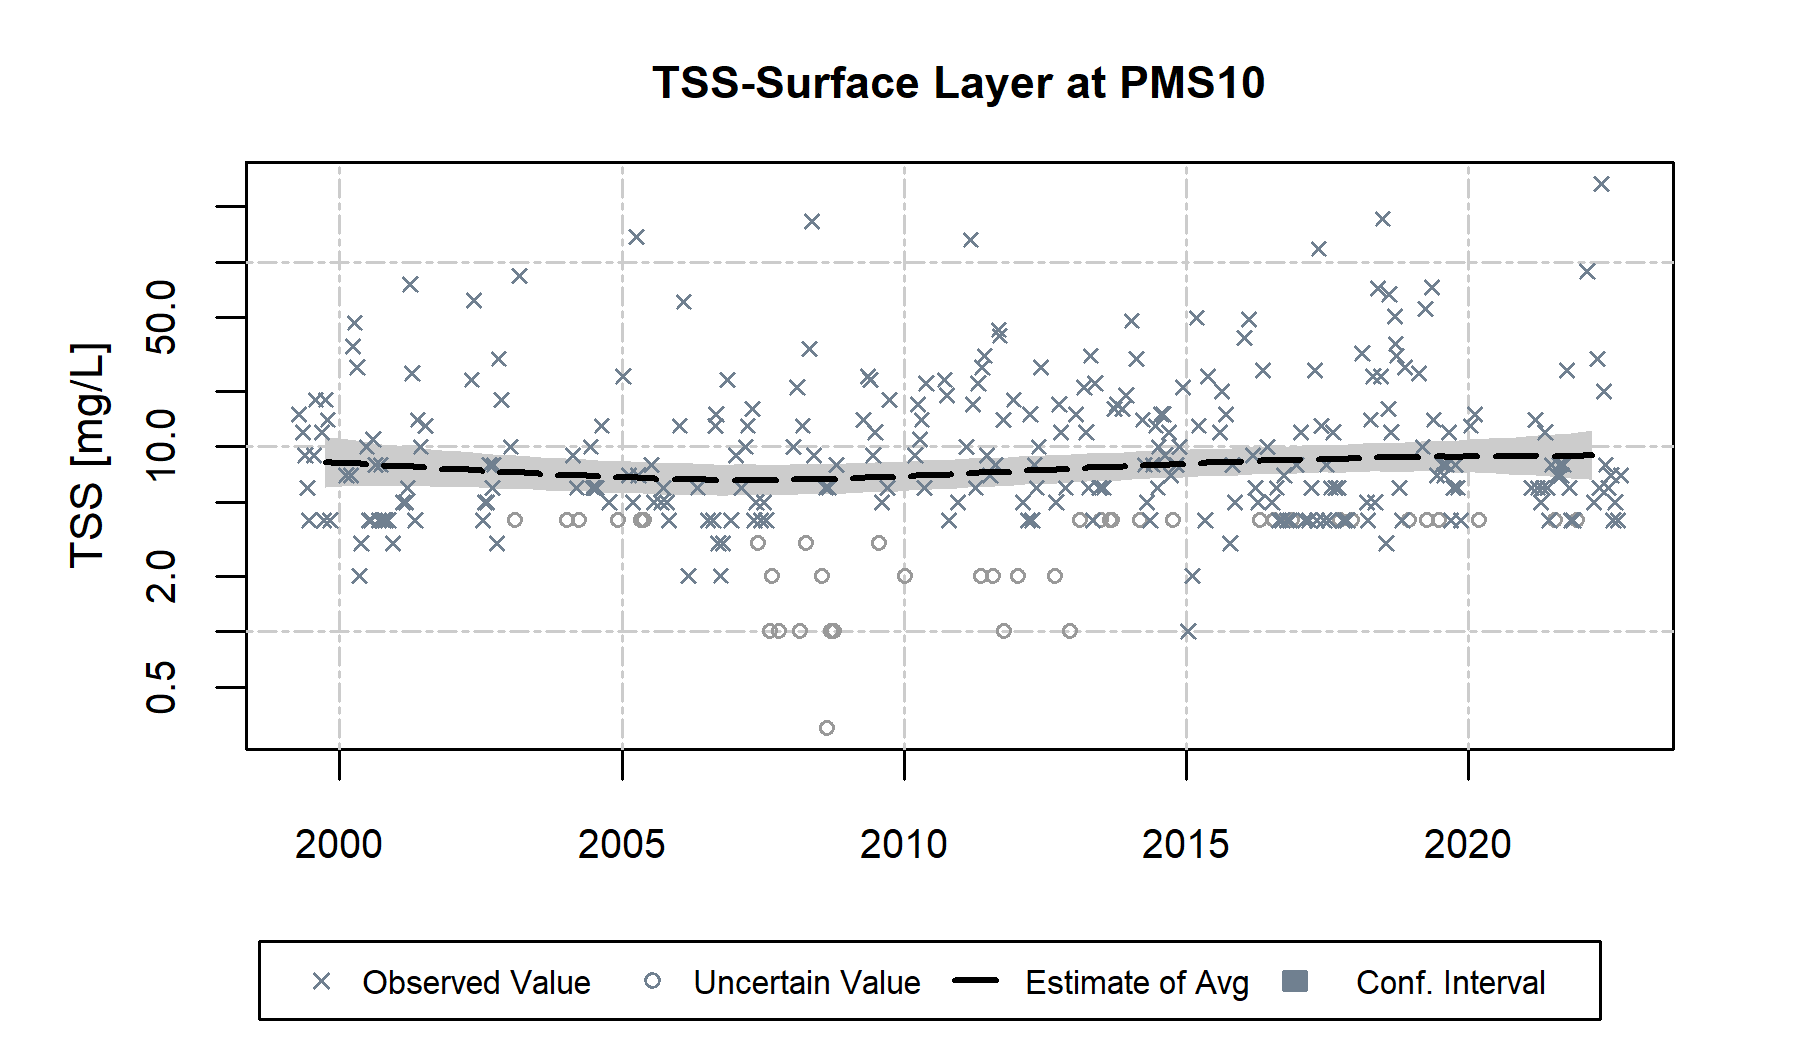 TSS-Surface Layer at PMS10
TSS [mg/L]
50.0
10.0
2.0
0.5
2000 2005 2010 2015 2020
Observed Value Uncertain Value Estimate of Avg Conf. Interval